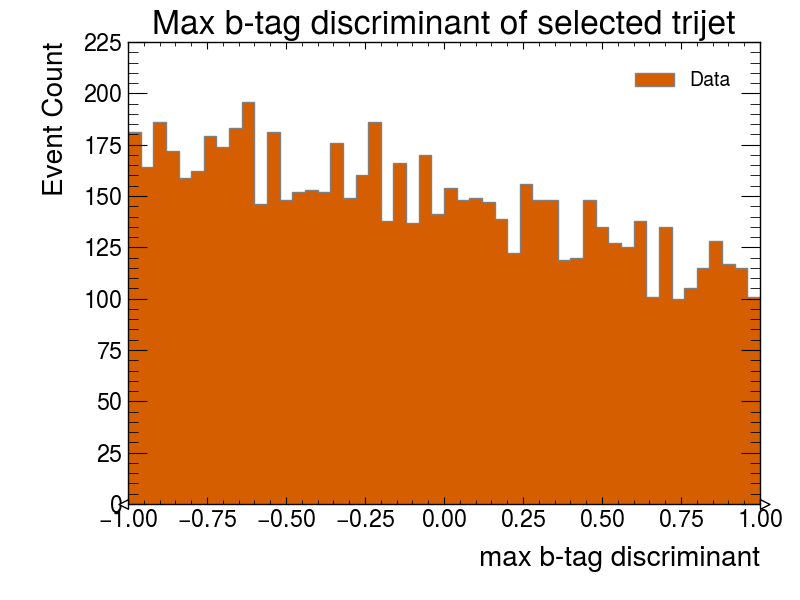 Max b-tag discriminant of selected trijet
Event Count
225
200
175
150
125
100
75
50
25
0
Data
−1.00 −0.75 −0.50 −0.25 0.00 0.25 0.50 0.75 1.00
max b-tag discriminant